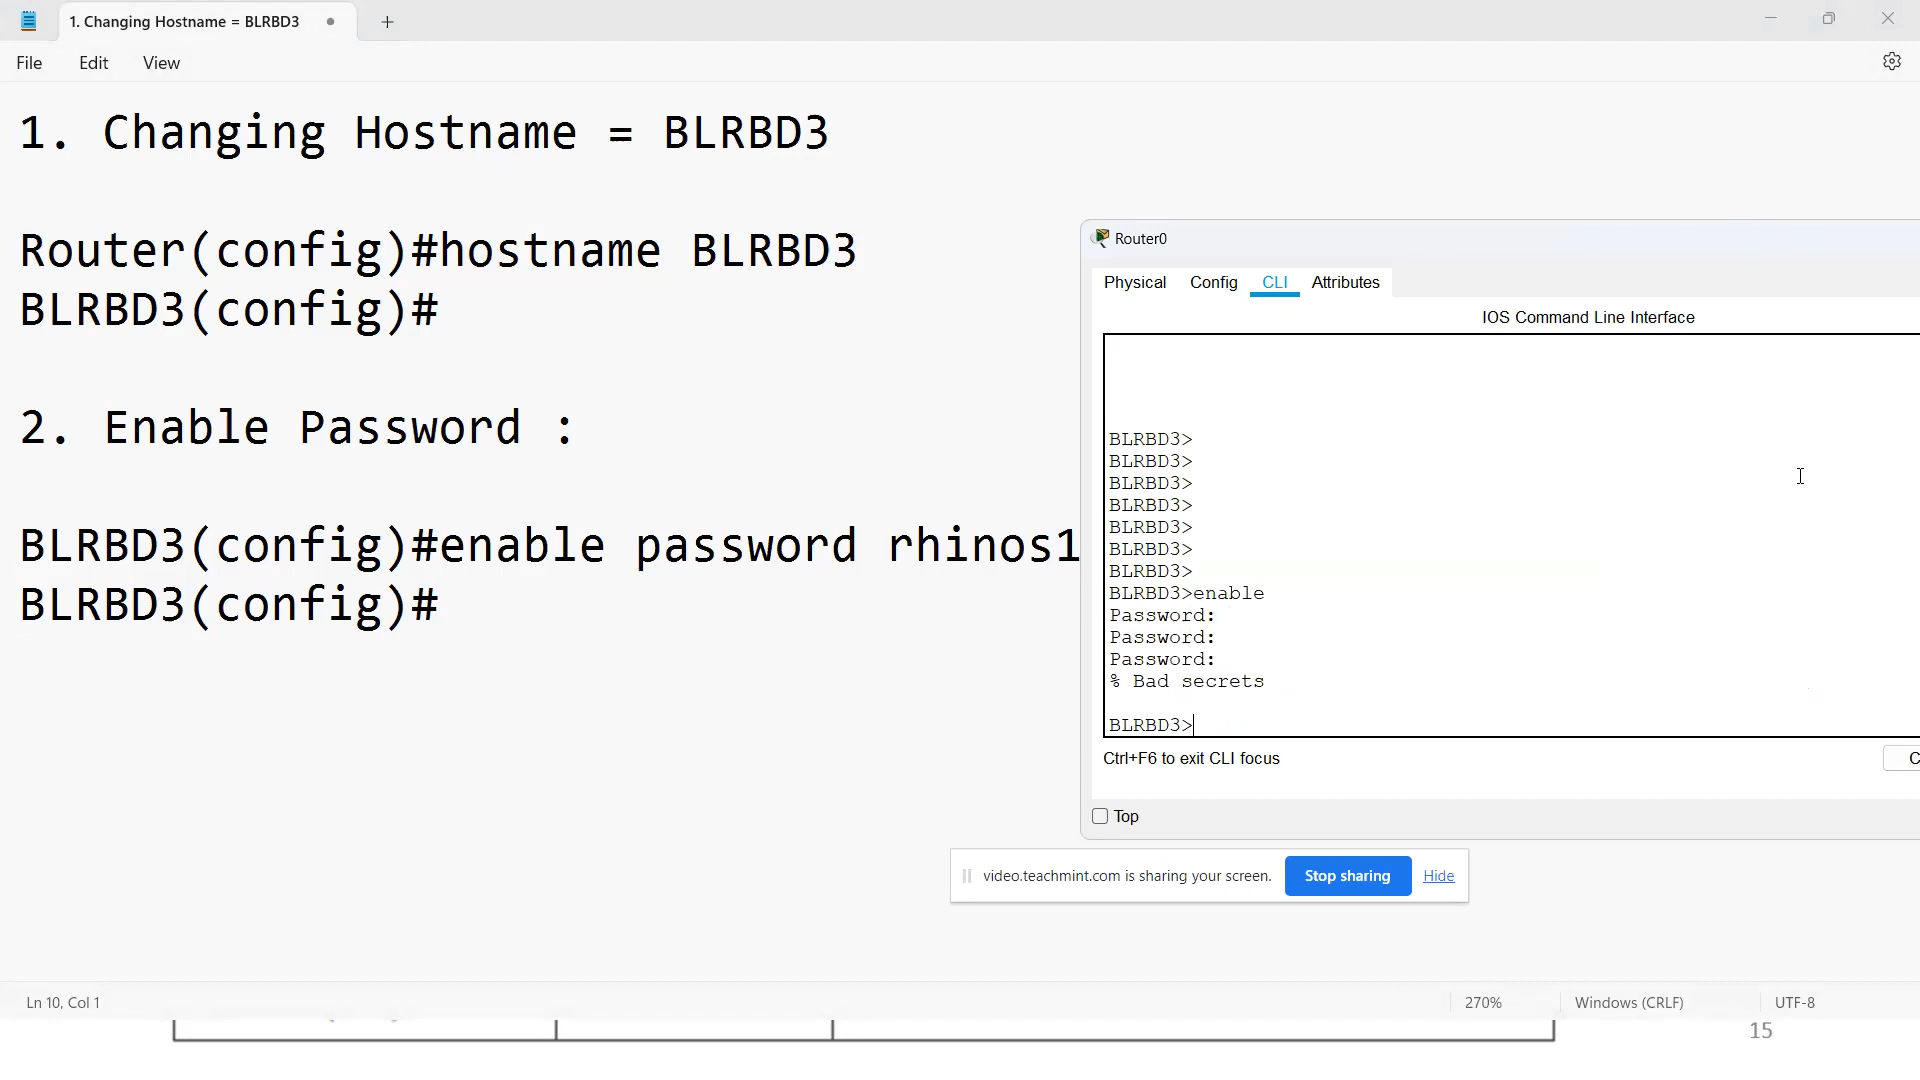 1. Changing Hostname = BLRBD3
File Edit View
1. Changing Hostname = BLRBD3
Router(config)#hostname BLRBD3
BLRBD3(config)#
2. Enable Password :
BLRBD3(config)#enable password rhinos1
BLRBD3(config)#
Router0
Physical Config CLI Attributes
IOS Command Line Interface
BLRBD3>
BLRBD3>
BLRBD3>
BLRBD3>
BLRBD3>
BLRBD3>
BLRBD3>
BLRBD3>enable
Password:
Password:
Password:
% Bad secrets
BLRBD3>
Ctrl+F6 to exit CLI focus
Top
video.teachmint.com is sharing your screen. Stop sharing Hide
Ln 10, Col 1 270% Windows (CRLF) UTF-8
15